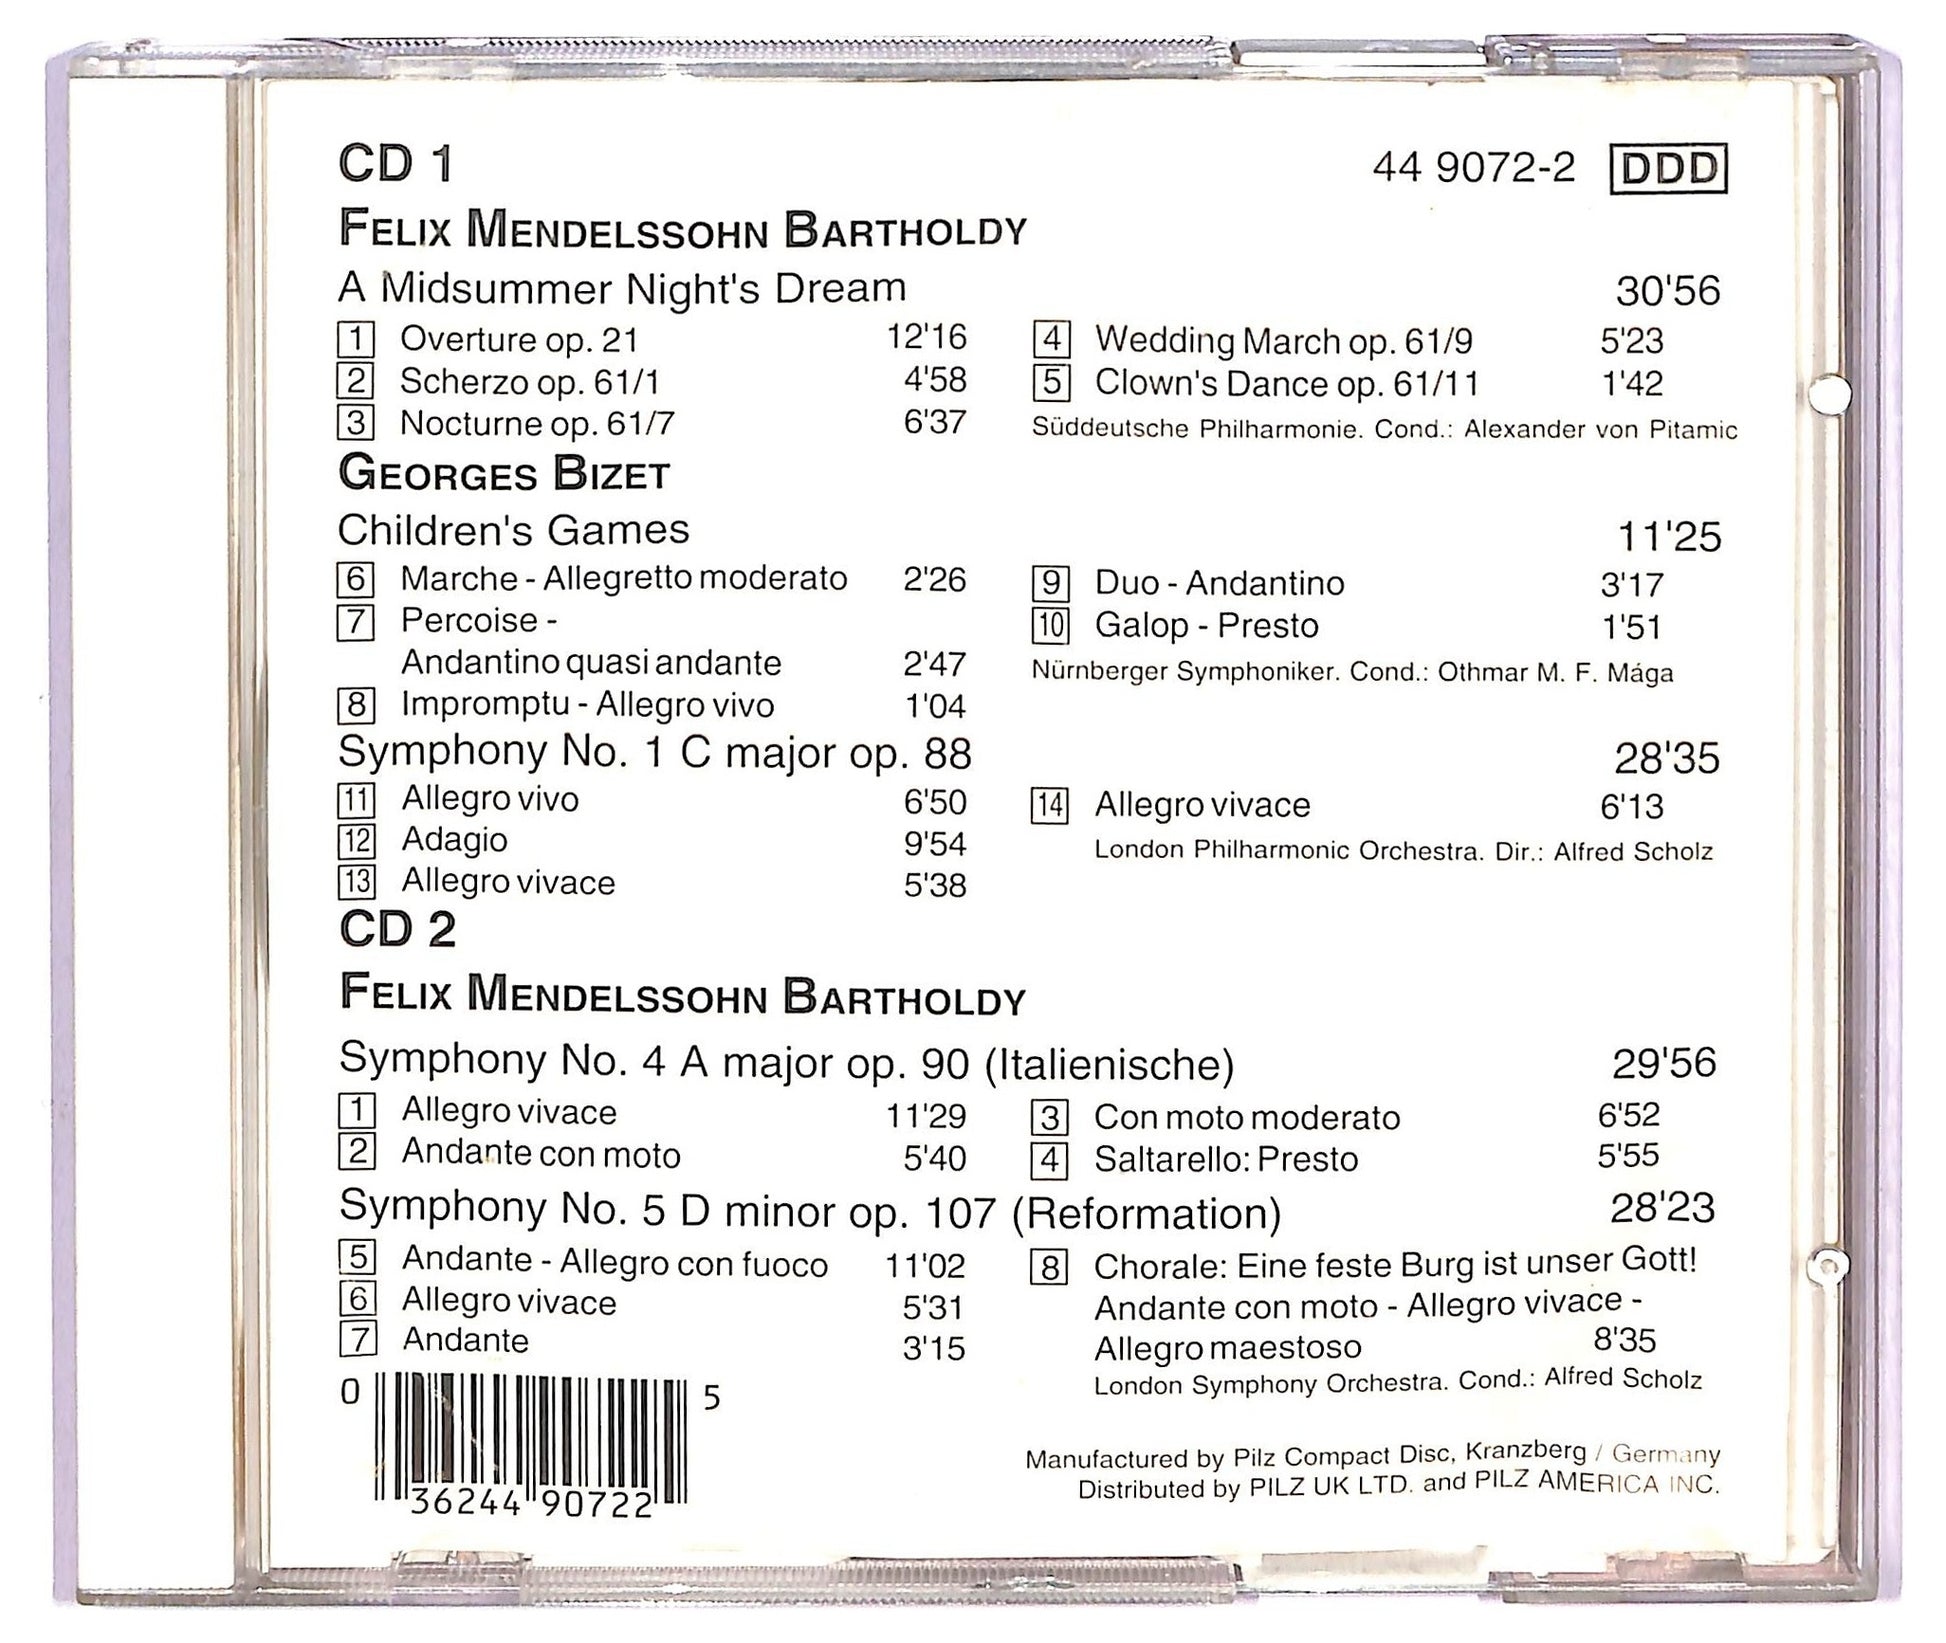 CD 1
44 9072-2 DDD
FELIX MENDELSSOHN BARTHOLDY
A Midsummer Night's Dream 30'56
1 Overture op. 21 12'16
2 Scherzo op. 61/1 4'58
3 Nocturne op. 61/7 6'37
4 Wedding March op. 61/9 5'23
5 Clown's Dance op. 61/11 1'42
Süddeutsche Philharmonie. Cond.: Alexander von Pitamic
GEORGES BIZET
Children's Games 11'25
6 Marche - Allegretto moderato 2'26
7 Percoise -
Andantino quasi andante 2'47
8 Impromptu - Allegro vivo 1'04
9 Duo - Andantino 3'17
10 Galop - Presto 1'51
Nürnberger Symphoniker. Cond.: Othmar M. F. Mága
Symphony No. 1 C major op. 88 28'35
11 Allegro vivo 6'50
12 Adagio 9'54
13 Allegro vivace 5'38
14 Allegro vivace 6'13
London Philharmonic Orchestra. Dir.: Alfred Scholz
CD 2
FELIX MENDELSSOHN BARTHOLDY
Symphony No. 4 A major op. 90 (Italienische) 29'56
1 Allegro vivace 11'29
2 Andante con moto 5'40
3 Con moto moderato 6'52
4 Saltarello: Presto 5'55
Symphony No. 5 D minor op. 107 (Reformation) 28'23
5 Andante - Allegro con fuoco 11'02
6 Allegro vivace 5'31
7 Andante 3'15
8 Chorale: Eine feste Burg ist unser Gott!
Andante con moto - Allegro vivace -
Allegro maestoso 8'35
London Symphony Orchestra. Cond.: Alfred Scholz
0 36244 90722 5
Manufactured by Pilz Compact Disc, Kranzberg / Germany
Distributed by PILZ UK LTD. and PILZ AMERICA INC.